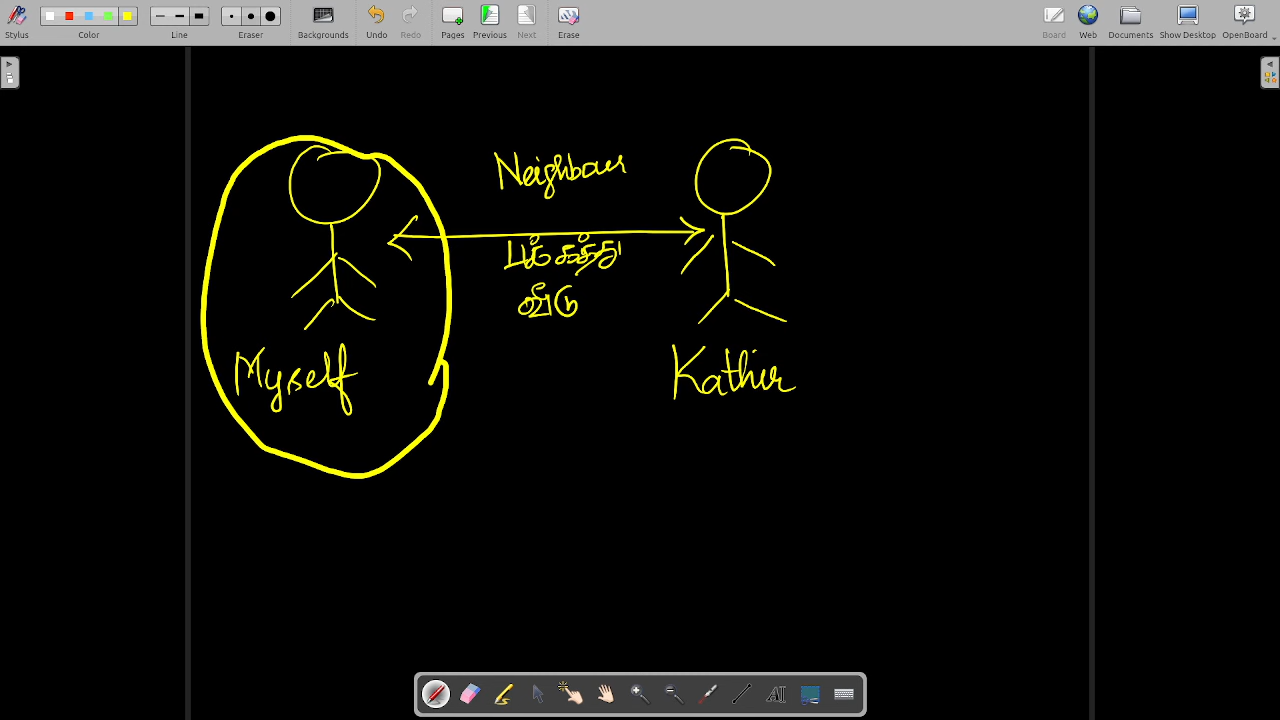 Stylus
Color
Line
Eraser
Backgrounds
Undo
Redo
Pages
Previous
Next
Erase
Board
Web
Documents
Show Desktop
OpenBoard
Neighbour
பக்கத்து
வீடு
Myself
Kathir
AI